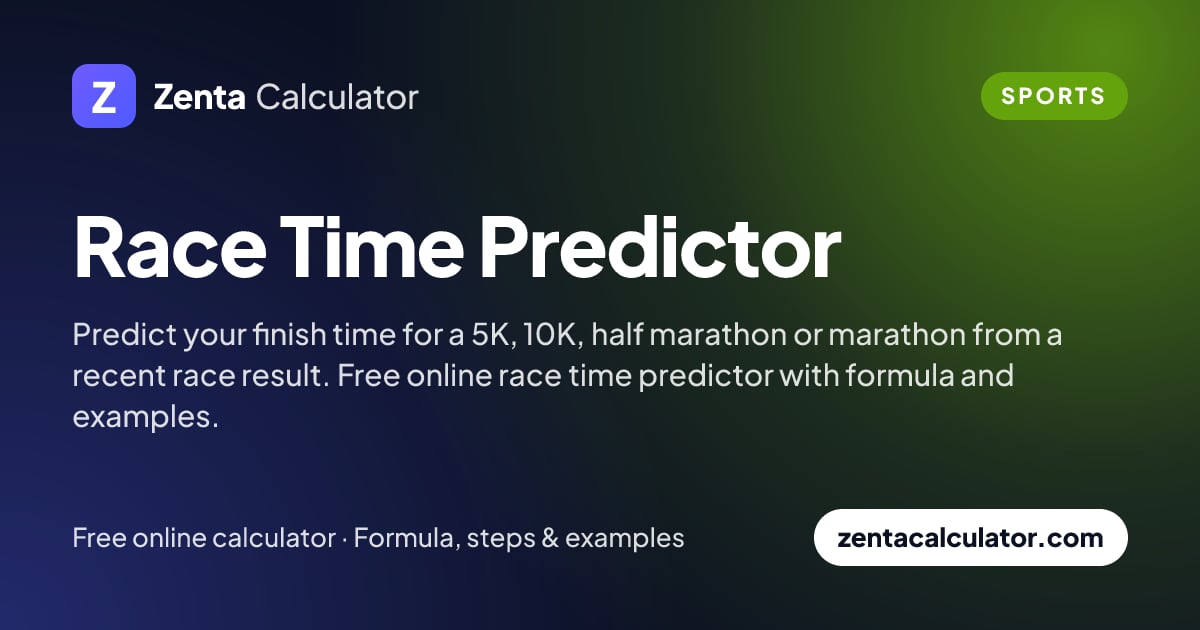 Z
Zenta Calculator
SPORTS
Race Time Predictor
Predict your finish time for a 5K, 10K, half marathon or marathon from a
recent race result. Free online race time predictor with formula and
examples.
Free online calculator · Formula, steps & examples
zentacalculator.com